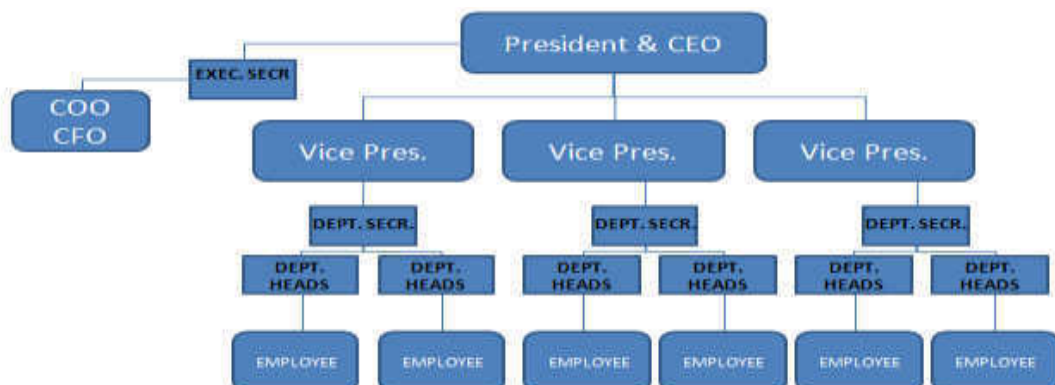 President & CEO
EXEC. SECR
COO
CFO
Vice Pres.
Vice Pres.
Vice Pres.
DEPT. SECR.
DEPT. SECR.
DEPT. SECR.
DEPT.
HEADS
DEPT.
HEADS
DEPT.
HEADS
DEPT.
HEADS
DEPT.
HEADS
DEPT.
HEADS
EMPLOYEE
EMPLOYEE
EMPLOYEE
EMPLOYEE
EMPLOYEE
EMPLOYEE